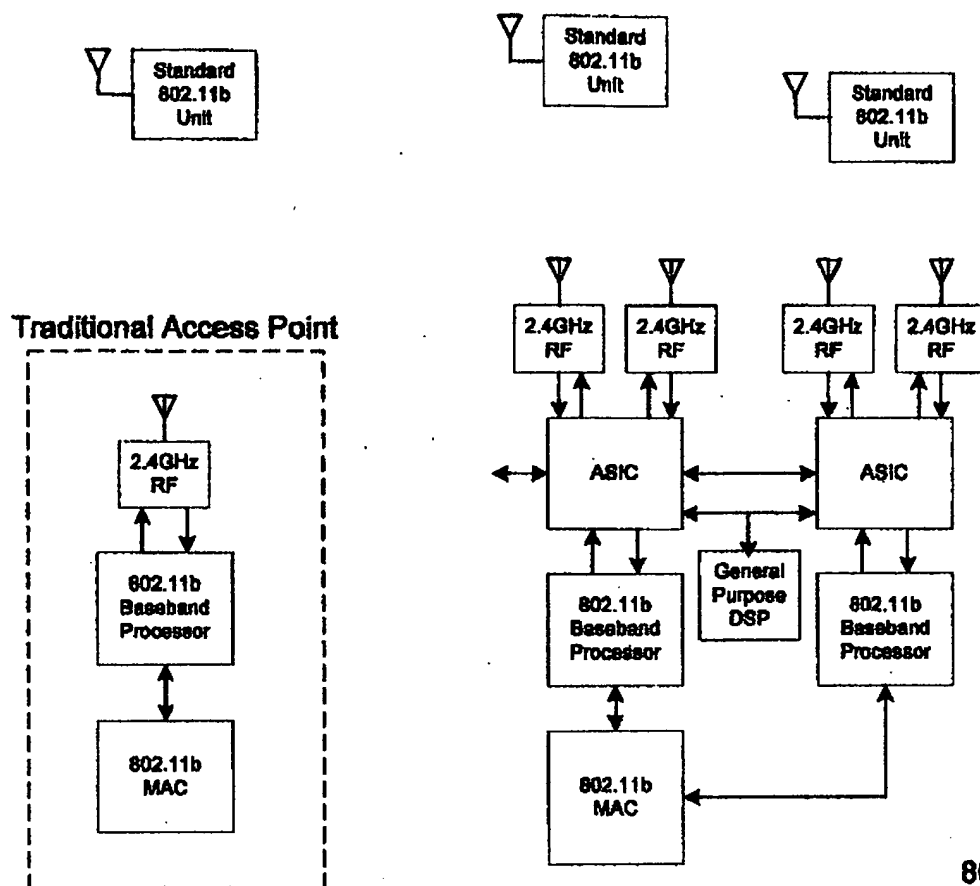 Standard
802.11b
Unit
Standard
802.11b
Unit
Standard
802.11b
Unit
Traditional Access Point
2.4GHz
RF
802.11b
Baseband
Processor
802.11b
MAC
2.4GHz
RF
2.4GHz
RF
2.4GHz
RF
2.4GHz
RF
ASIC
ASIC
General
Purpose
DSP
802.11b
Baseband
Processor
802.11b
Baseband
Processor
802.11b
MAC